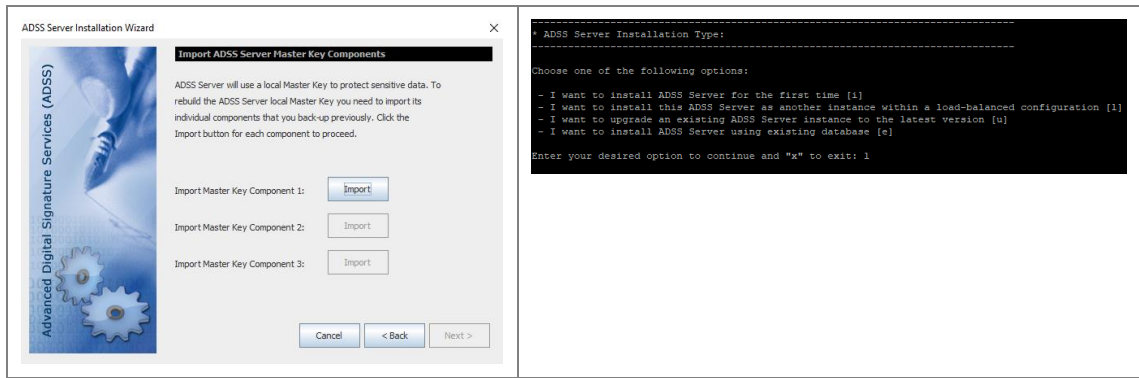 ADSS Server Installation Wizard
Advanced Digital Signature Services (ADSS)
Import ADSS Server Master Key Components
ADSS Server will use a local Master Key to protect sensitive data. To
rebuild the ADSS Server local Master Key you need to import its
individual components that you back-up previously. Click the
Import button for each component to proceed.
Import Master Key Component 1: Import
Import Master Key Component 2: Import
Import Master Key Component 3: Import
Cancel < Back Next >
* ADSS Server Installation Type:
Choose one of the following options:
- I want to install ADSS Server for the first time [i]
- I want to install this ADSS Server as another instance within a load-balanced configuration [l]
- I want to upgrade an existing ADSS Server instance to the latest version [u]
- I want to install ADSS Server using existing database [e]
Enter your desired option to continue and "x" to exit: l